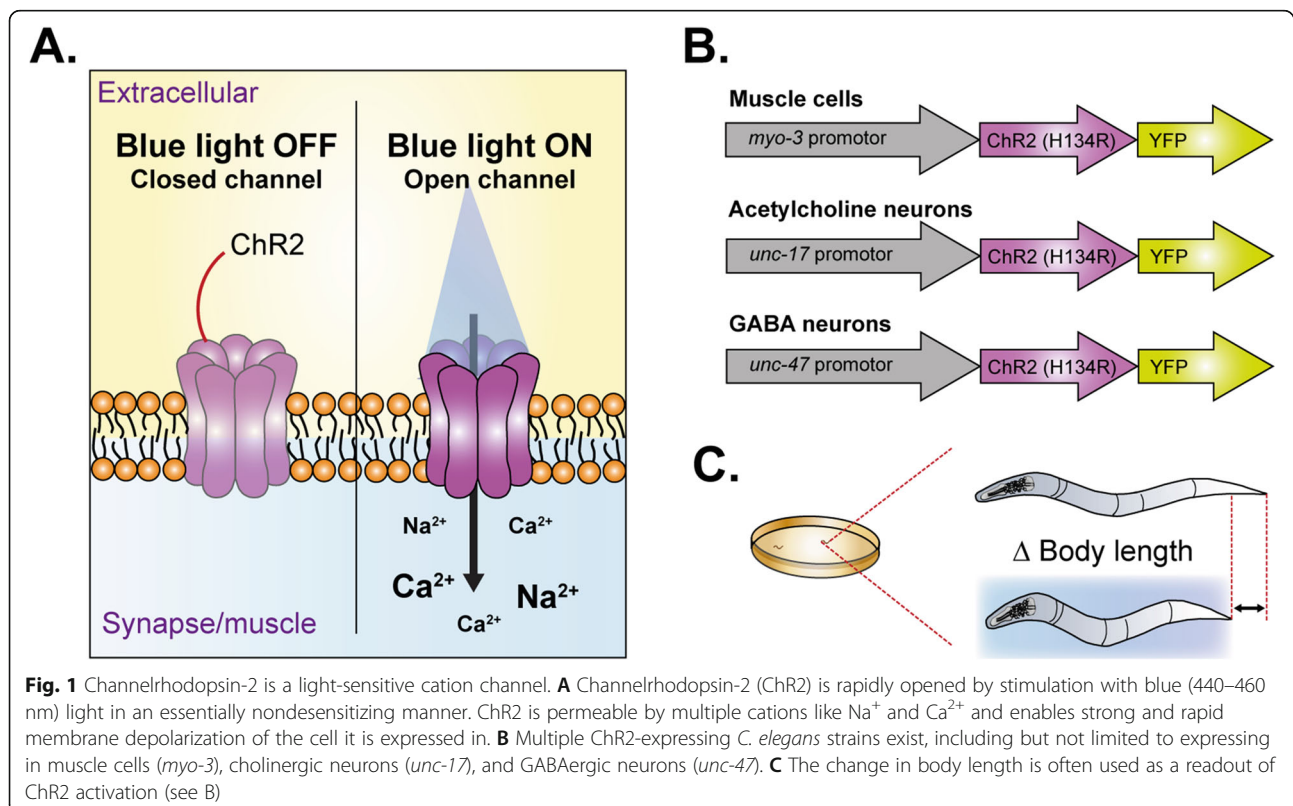 A.
Extracellular
Blue light OFF
Closed channel
Blue light ON
Open channel
ChR2
Na²⁺
Ca²⁺
Ca²⁺
Na²⁺
Ca²⁺
Synapse/muscle
B.
Muscle cells
myo-3 promotor
ChR2 (H134R)
YFP
Acetylcholine neurons
unc-17 promotor
ChR2 (H134R)
YFP
GABA neurons
unc-47 promotor
ChR2 (H134R)
YFP
C.
Δ Body length
Fig. 1 Channelrhodopsin-2 is a light-sensitive cation channel. A Channelrhodopsin-2 (ChR2) is rapidly opened by stimulation with blue (440–460
nm) light in an essentially nondesensitizing manner. ChR2 is permeable by multiple cations like Na⁺ and Ca²⁺ and enables strong and rapid
membrane depolarization of the cell it is expressed in. B Multiple ChR2-expressing C. elegans strains exist, including but not limited to expressing
in muscle cells (myo-3), cholinergic neurons (unc-17), and GABAergic neurons (unc-47). C The change in body length is often used as a readout of
ChR2 activation (see B)